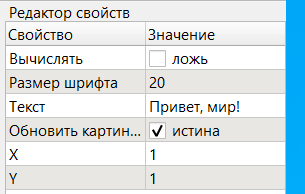 Редактор свойств
Свойство Значение
Вычислять ложь
Размер шрифта 20
Текст Привет, мир!
Обновить картин... истина
X 1
Y 1